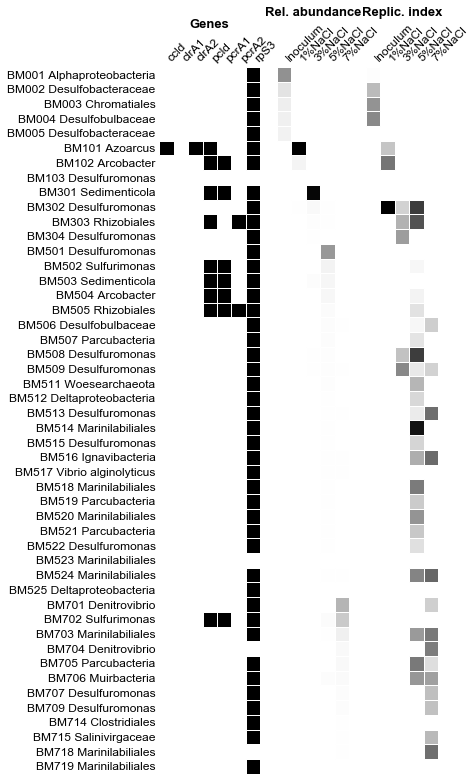 Genes
Rel. abundance
Replic. index
ccld
clrA1
clrA2
pcld
pcrA1
pcrA2
rpS3
Inoculum
1%NaCl
3%NaCl
5%NaCl
7%NaCl
Inoculum
1%NaCl
3%NaCl
5%NaCl
7%NaCl
BM001 Alphaproteobacteria
BM002 Desulfobacteraceae
BM003 Chromatiales
BM004 Desulfobulbaceae
BM005 Desulfobacteraceae
BM101 Azoarcus
BM102 Arcobacter
BM103 Desulfuromonas
BM301 Sedimenticola
BM302 Desulfuromonas
BM303 Rhizobiales
BM304 Desulfuromonas
BM501 Desulfuromonas
BM502 Sulfurimonas
BM503 Sedimenticola
BM504 Arcobacter
BM505 Rhizobiales
BM506 Desulfobulbaceae
BM507 Parcubacteria
BM508 Desulfuromonas
BM509 Desulfuromonas
BM511 Woesearchaeota
BM512 Deltaproteobacteria
BM513 Desulfuromonas
BM514 Marinilabiliales
BM515 Desulfuromonas
BM516 Ignavibacteria
BM517 Vibrio alginolyticus
BM518 Marinilabiliales
BM519 Parcubacteria
BM520 Marinilabiliales
BM521 Parcubacteria
BM522 Desulfuromonas
BM523 Marinilabiliales
BM524 Marinilabiliales
BM525 Deltaproteobacteria
BM701 Denitrovibrio
BM702 Sulfurimonas
BM703 Marinilabiliales
BM704 Denitrovibrio
BM705 Parcubacteria
BM706 Muirbacteria
BM707 Desulfuromonas
BM709 Desulfuromonas
BM714 Clostridiales
BM715 Salinivirgaceae
BM718 Marinilabiliales
BM719 Marinilabiliales